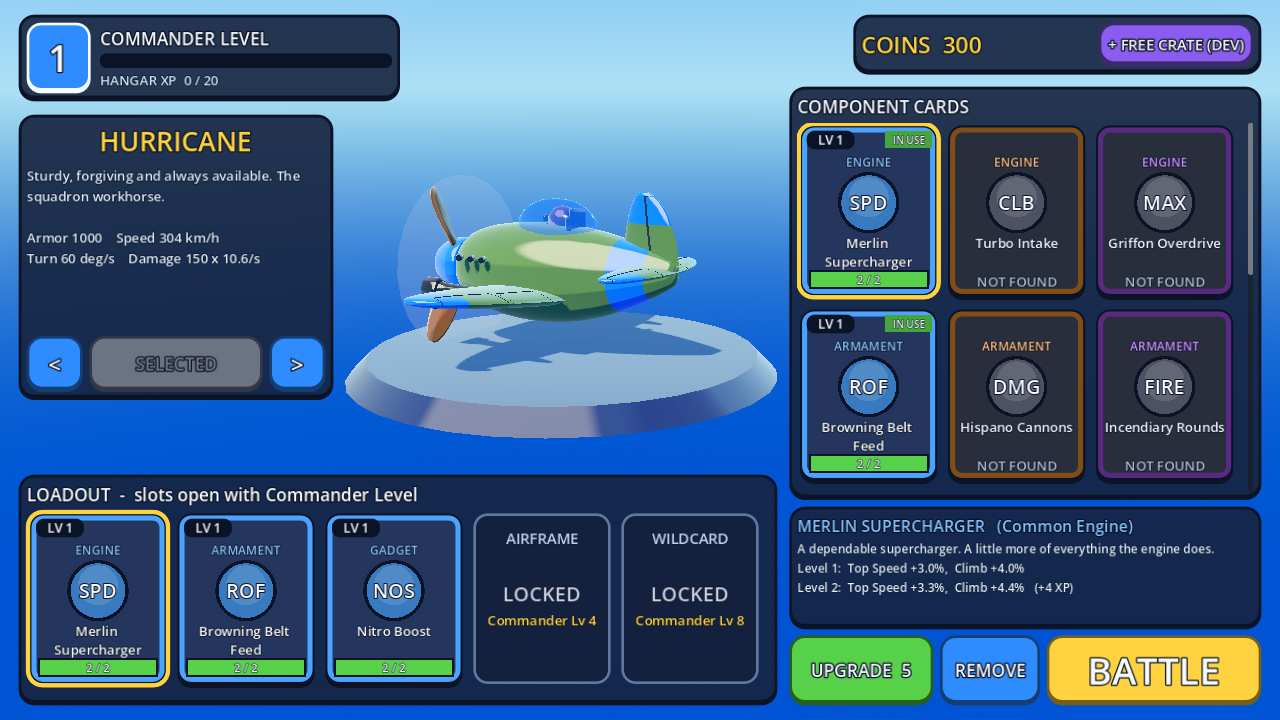 1
COMMANDER LEVEL
HANGAR XP 0 / 20
COINS 300
+ FREE CRATE (DEV)
HURRICANE
Sturdy, forgiving and always available. The
squadron workhorse.
Armor 1000 Speed 304 km/h
Turn 60 deg/s Damage 150 x 10.6/s
<
SELECTED
>
COMPONENT CARDS
LV 1
IN USE
ENGINE
SPD
Merlin
Supercharger
2 / 2
ENGINE
CLB
Turbo Intake
NOT FOUND
ENGINE
MAX
Griffon Overdrive
NOT FOUND
LV 1
IN USE
ARMAMENT
ROF
Browning Belt
Feed
2 / 2
ARMAMENT
DMG
Hispano Cannons
NOT FOUND
ARMAMENT
FIRE
Incendiary Rounds
NOT FOUND
LOADOUT - slots open with Commander Level
LV 1
ENGINE
SPD
Merlin
Supercharger
2 / 2
LV 1
ARMAMENT
ROF
Browning Belt
Feed
2 / 2
LV 1
GADGET
NOS
Nitro Boost
2 / 2
AIRFRAME
LOCKED
Commander Lv 4
WILDCARD
LOCKED
Commander Lv 8
MERLIN SUPERCHARGER (Common Engine)
A dependable supercharger. A little more of everything the engine does.
Level 1: Top Speed +3.0%, Climb +4.0%
Level 2: Top Speed +3.3%, Climb +4.4% (+4 XP)
UPGRADE 5
REMOVE
BATTLE